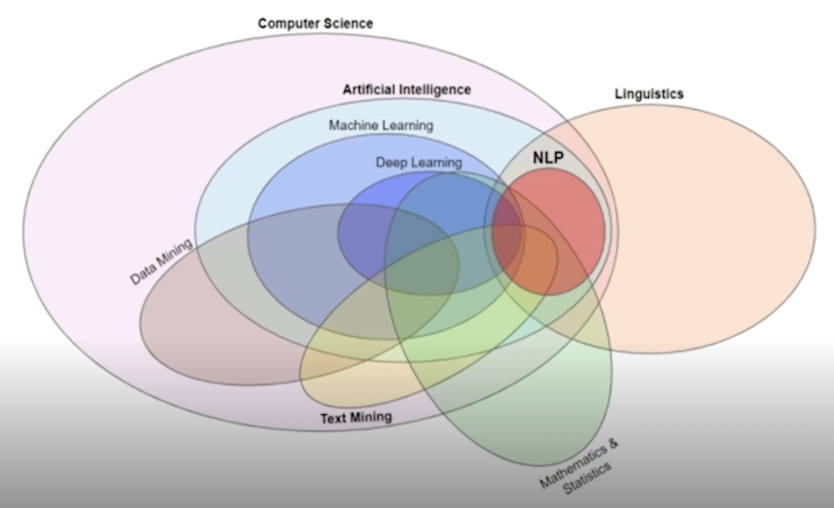 Computer Science
Artificial Intelligence
Linguistics
Machine Learning
Deep Learning
NLP
Data Mining
Text Mining
Mathematics &
Statistics